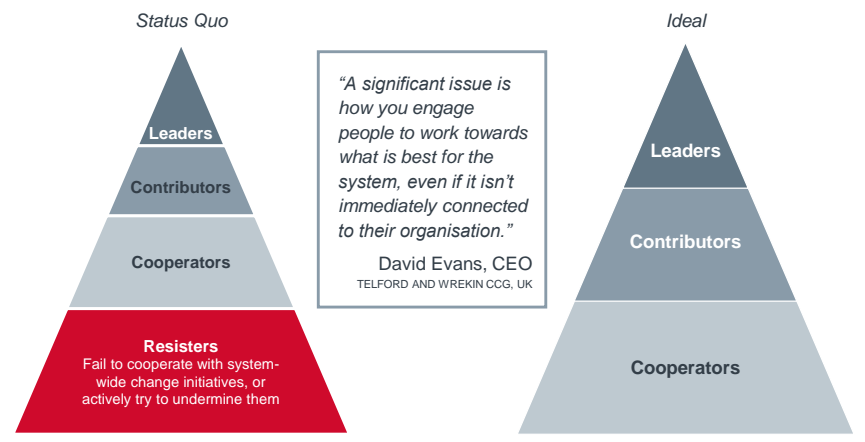 Status Quo
Leaders
Contributors
Cooperators
Resisters
Fail to cooperate with system-
wide change initiatives, or
actively try to undermine them
“A significant issue is
how you engage
people to work towards
what is best for the
system, even if it isn’t
immediately connected
to their organisation.”
David Evans, CEO
TELFORD AND WREKIN CCG, UK
Ideal
Leaders
Contributors
Cooperators